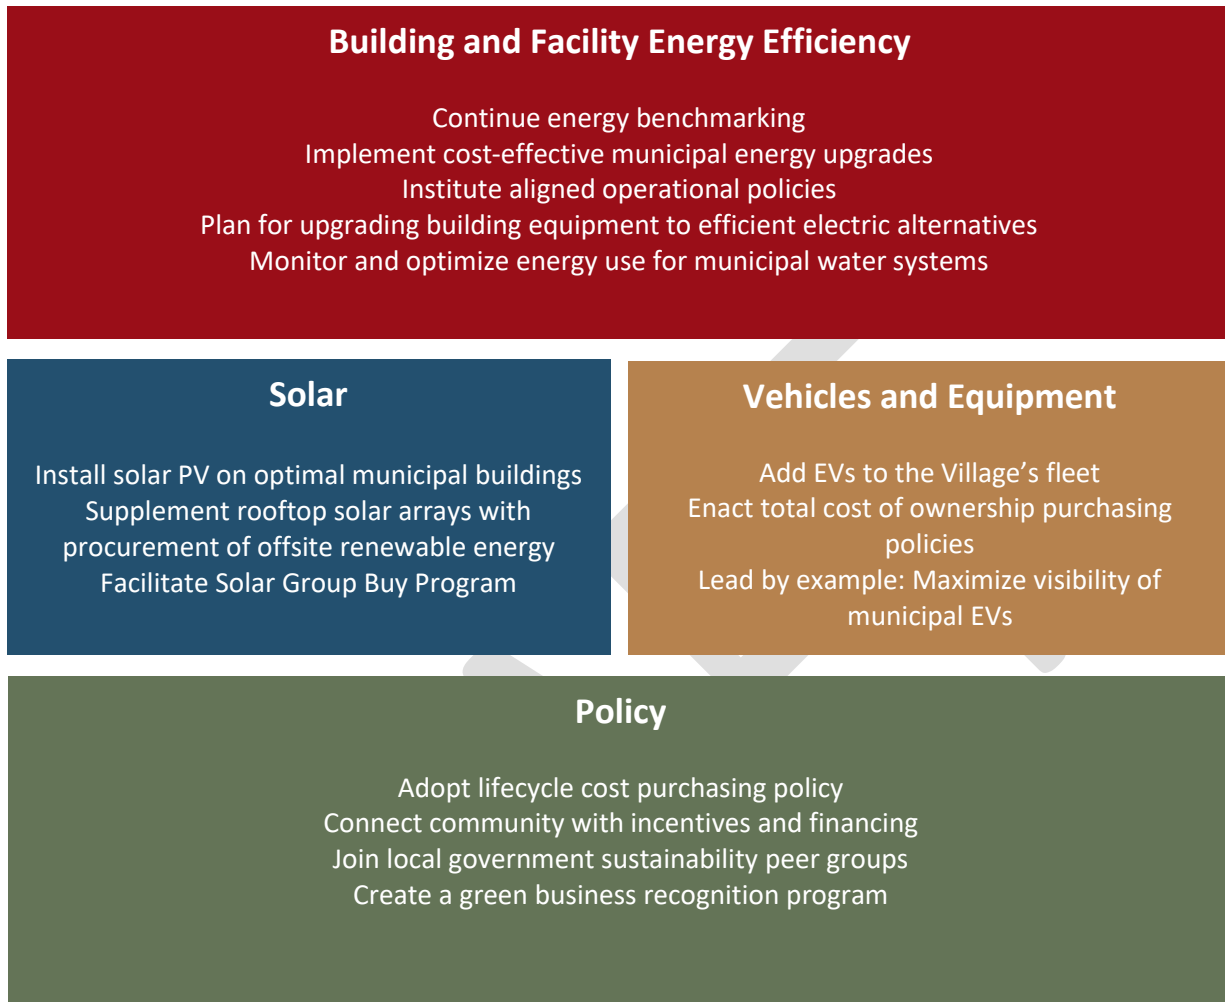 Building and Facility Energy Efficiency
Continue energy benchmarking
Implement cost-effective municipal energy upgrades
Institute aligned operational policies
Plan for upgrading building equipment to efficient electric alternatives
Monitor and optimize energy use for municipal water systems
Solar
Install solar PV on optimal municipal buildings
Supplement rooftop solar arrays with
procurement of offsite renewable energy
Facilitate Solar Group Buy Program
Vehicles and Equipment
Add EVs to the Village’s fleet
Enact total cost of ownership purchasing
policies
Lead by example: Maximize visibility of
municipal EVs
Policy
Adopt lifecycle cost purchasing policy
Connect community with incentives and financing
Join local government sustainability peer groups
Create a green business recognition program